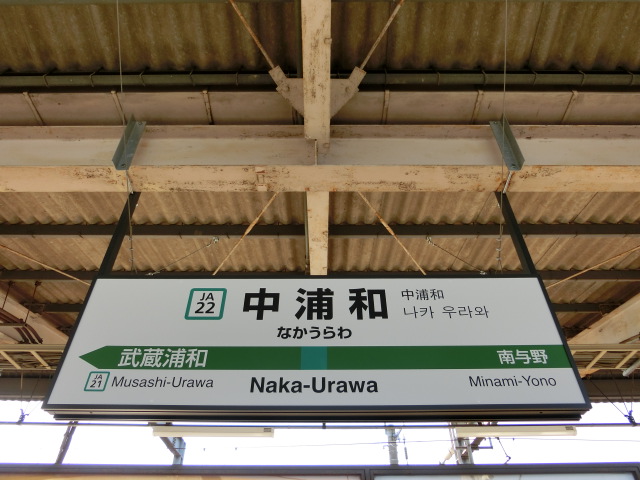 JA
22
中浦和
中浦和
나카 우라와
なかうらわ
武蔵浦和
南与野
JA
21
Musashi-Urawa
Naka-Urawa
Minami-Yono